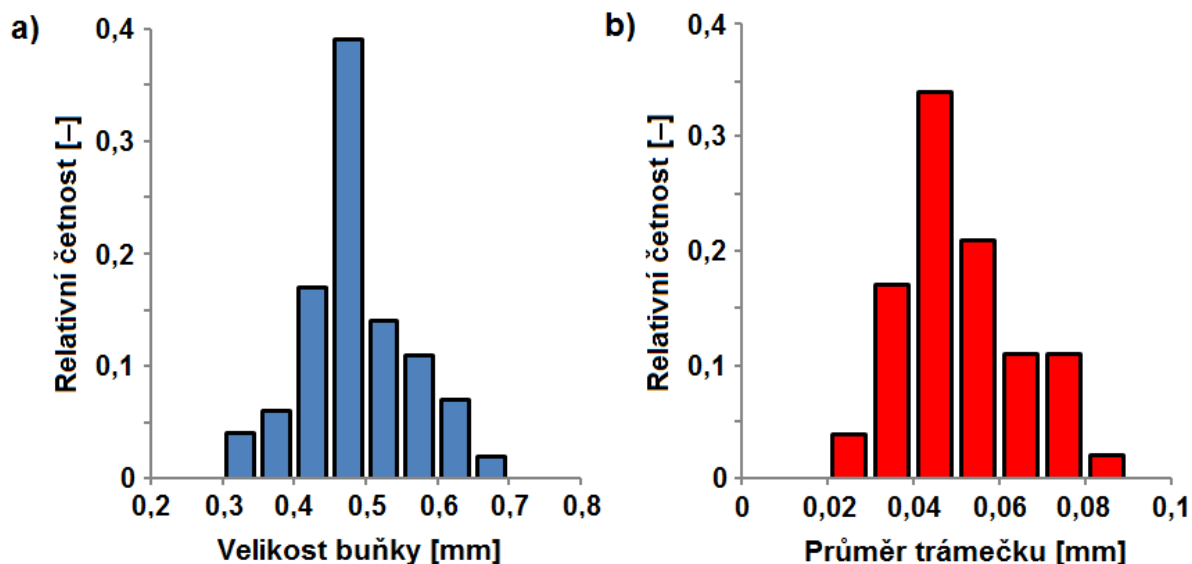 a)
0,4
0,3
0,2
0,1
0
Relativní četnost [–]
0,2 0,3 0,4 0,5 0,6 0,7 0,8
Velikost buňky [mm]
b)
0,4
0,3
0,2
0,1
0
Relativní četnost [–]
0 0,02 0,04 0,06 0,08 0,1
Průměr trámečku [mm]